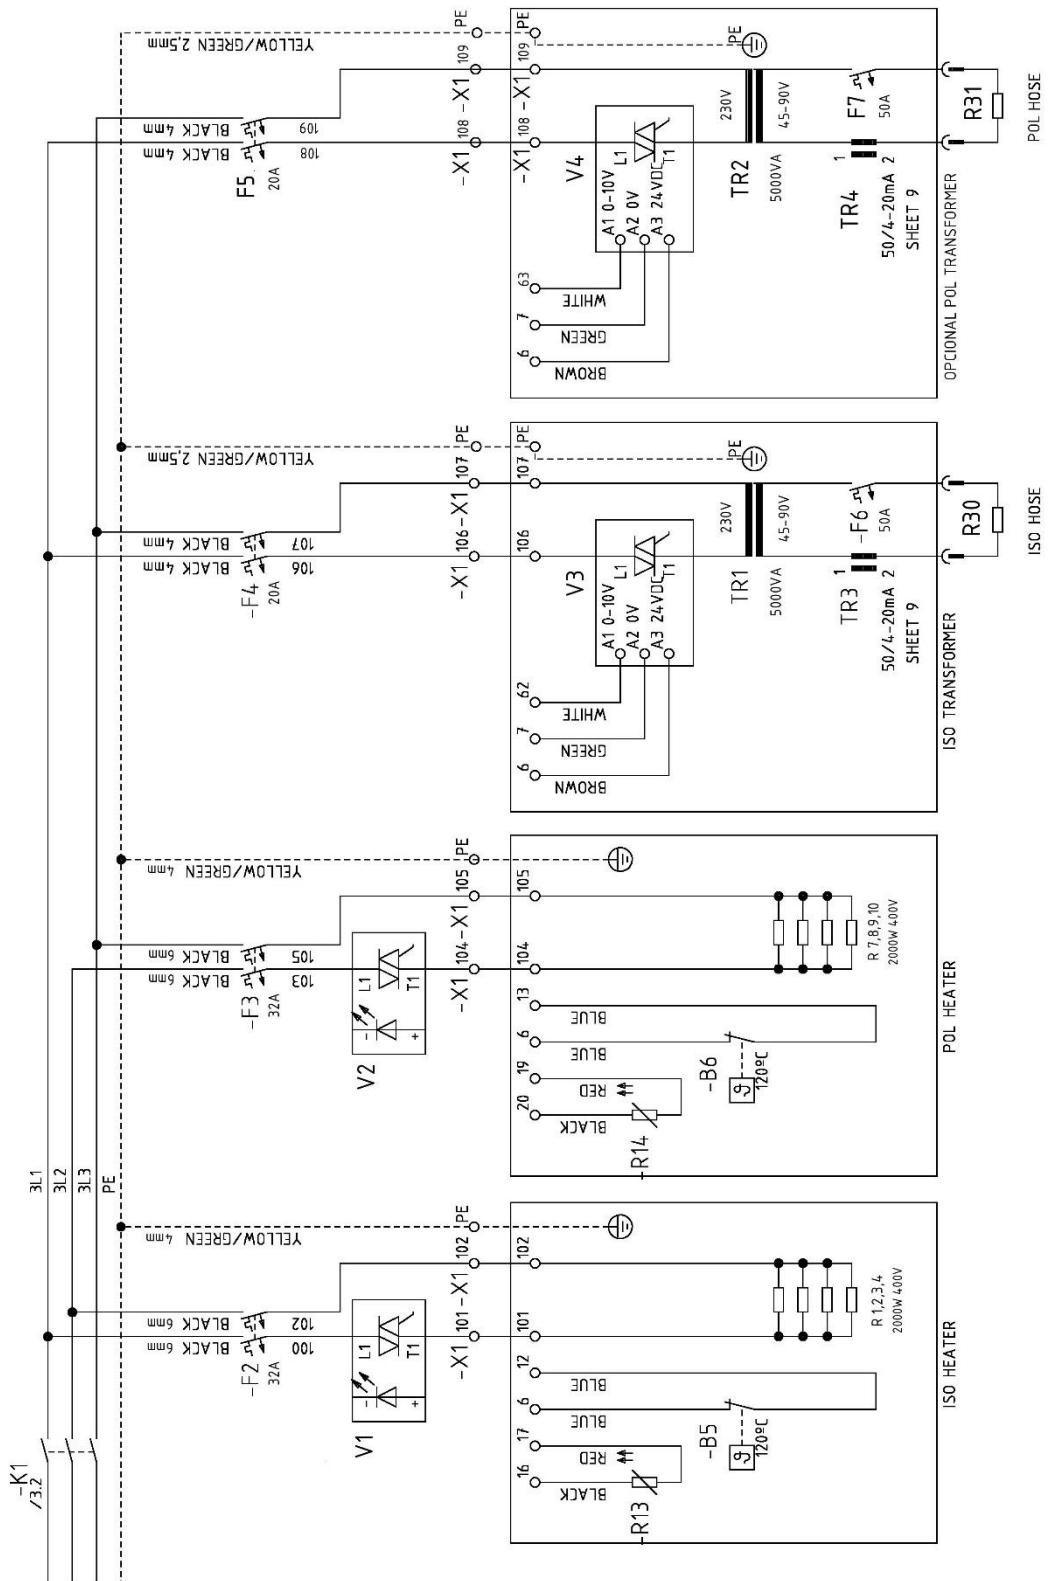 -K1
/3.2
3L1
3L2
3L3
PE
-F2
32A
BLACK 6mm
BLACK 6mm
100
102
YELLOW/GREEN 4mm
V1
-
+
L1
T1
-X1
101
-X1
102
PE
16
17
6
12
101
102
BLACK
RED
BLUE
BLUE
-R13
-B5
120ºC
R 1,2,3,4
2000W 400V
ISO HEATER
-F3
32A
BLACK 6mm
BLACK 6mm
103
105
YELLOW/GREEN 4mm
V2
-
+
L1
T1
-X1
104
-X1
105
PE
20
19
6
13
104
105
BLACK
RED
BLUE
BLUE
-R14
-B6
120ºC
R 7,8,9,10
2000W 400V
POL HEATER
-F4
20A
BLACK 4mm
BLACK 4mm
106
107
YELLOW/GREEN 2,5mm
-X1
106
-X1
107
PE
6
7
62
106
107
PE
BROWN
GREEN
WHITE
V3
A1 0-10V
A2 0V
A3 24VDC
L1
T1
PE
TR1
5000VA
230V
45-90V
TR3
1
2
50/4-20mA
SHEET 9
-F6
50A
ISO TRANSFORMER
R30
ISO HOSE
F5
20A
BLACK 4mm
BLACK 4mm
108
109
YELLOW/GREEN 2,5mm
-X1
108
-X1
109
PE
6
7
63
-X1
108
-X1
109
PE
BROWN
GREEN
WHITE
V4
A1 0-10V
A2 0V
A3 24VDC
L1
T1
PE
TR2
5000VA
230V
45-90V
TR4
1
2
50/4-20mA
SHEET 9
F7
50A
OPCIONAL POL TRANSFORMER
R31
POL HOSE